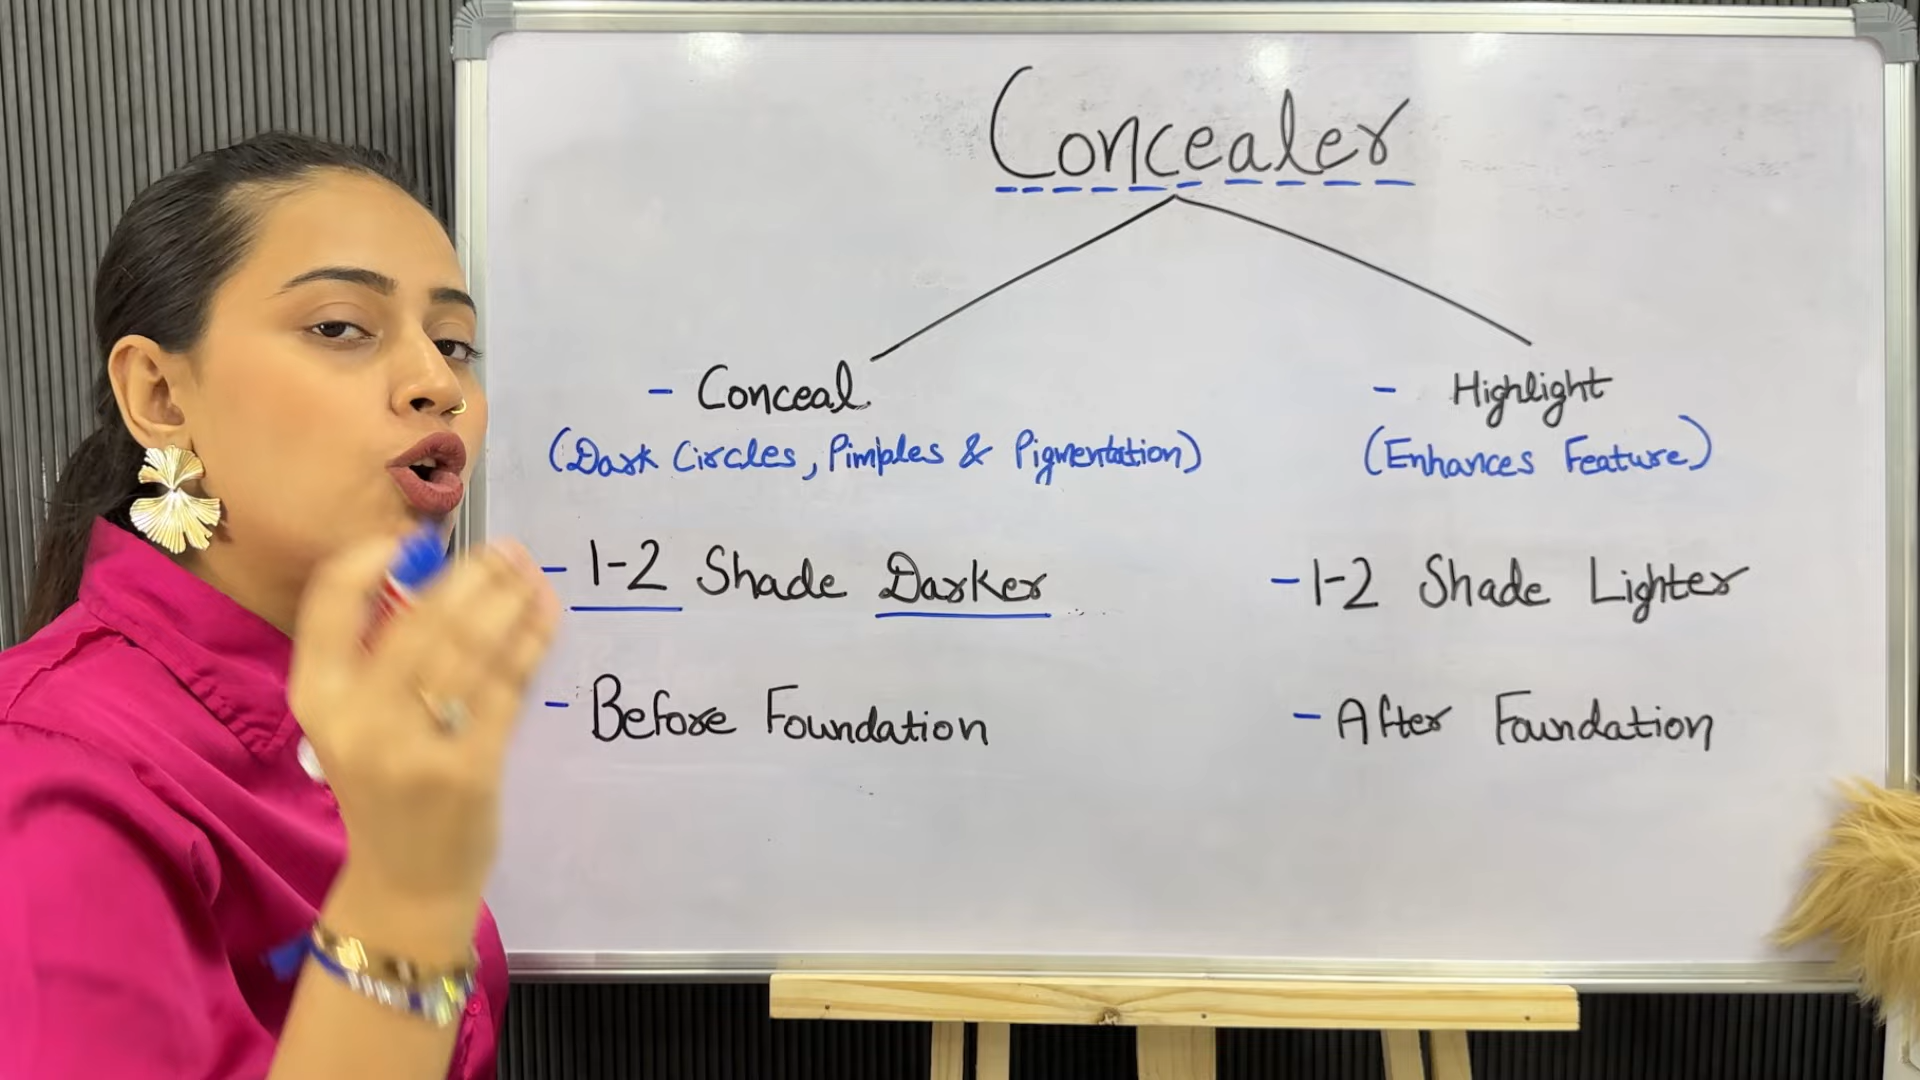 Concealer
- Conceal.
(Dark Circles, Pimples & Pigmentation)
- 1-2 Shade Darker
- Before Foundation
- Highlight
(Enhances Feature)
- 1-2 Shade Lighter
- After Foundation